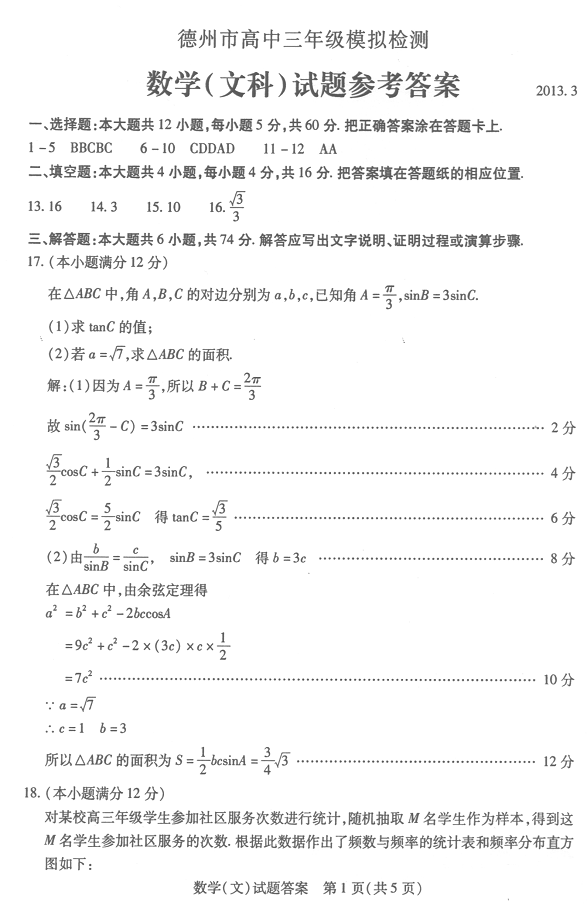 德州市高中三年级模拟检测
数学(文科)试题参考答案
2013.3
一、选择题:本大题共12小题,每小题5分,共60分.把正确答案涂在答题卡上.
1-5 BBCBC 6-10 CDDAD 11-12 AA
二、填空题:本大题共4小题,每小题4分,共16分.把答案填在答题纸的相应位置.
13.16 14.3 15.10 16.√3/3
三、解答题:本大题共6小题,共74分.解答应写出文字说明、证明过程或演算步骤.
17.(本小题满分12分)
在△ABC中,角A,B,C的对边分别为a,b,c,已知角A=π/3,sinB=3sinC.
(1)求tanC的值;
(2)若a=√7,求△ABC的面积.
解:(1)因为A=π/3,所以B+C=2π/3
故sin(2π/3-C)=3sinC ………… 2分
√3/2cosC+1/2sinC=3sinC, ………… 4分
√3/2cosC=5/2sinC 得tanC=√3/5 ………… 6分
(2)由b/sinB=c/sinC, sinB=3sinC 得b=3c ………… 8分
在△ABC中,由余弦定理得
a²=b²+c²-2bccosA
=9c²+c²-2×(3c)×c×1/2
=7c² ………… 10分
∵a=√7
∴c=1 b=3
所以△ABC的面积为S=1/2bcsinA=3/4√3 ………… 12分
18.(本小题满分12分)
对某校高三年级学生参加社区服务次数进行统计,随机抽取M名学生作为样本,得到这
M名学生参加社区服务的次数.根据此数据作出了频数与频率的统计表和频率分布直方
图如下:
数学(文)试题答案 第1页(共5页)